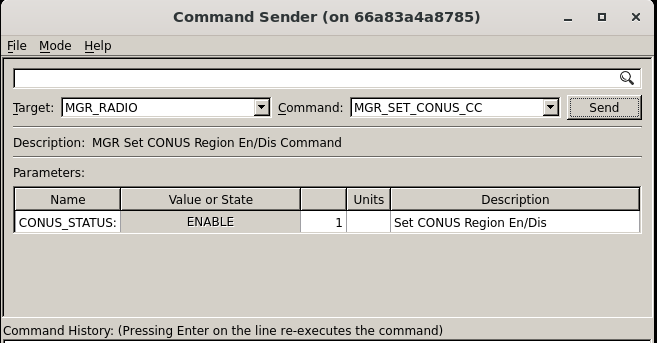 Command Sender (on 66a83a4a8785)
File Mode Help
Target: MGR_RADIO Command: MGR_SET_CONUS_CC Send
Description: MGR Set CONUS Region En/Dis Command
Parameters:
Name Value or State Units Description
CONUS_STATUS: ENABLE 1 Set CONUS Region En/Dis
Command History: (Pressing Enter on the line re-executes the command)